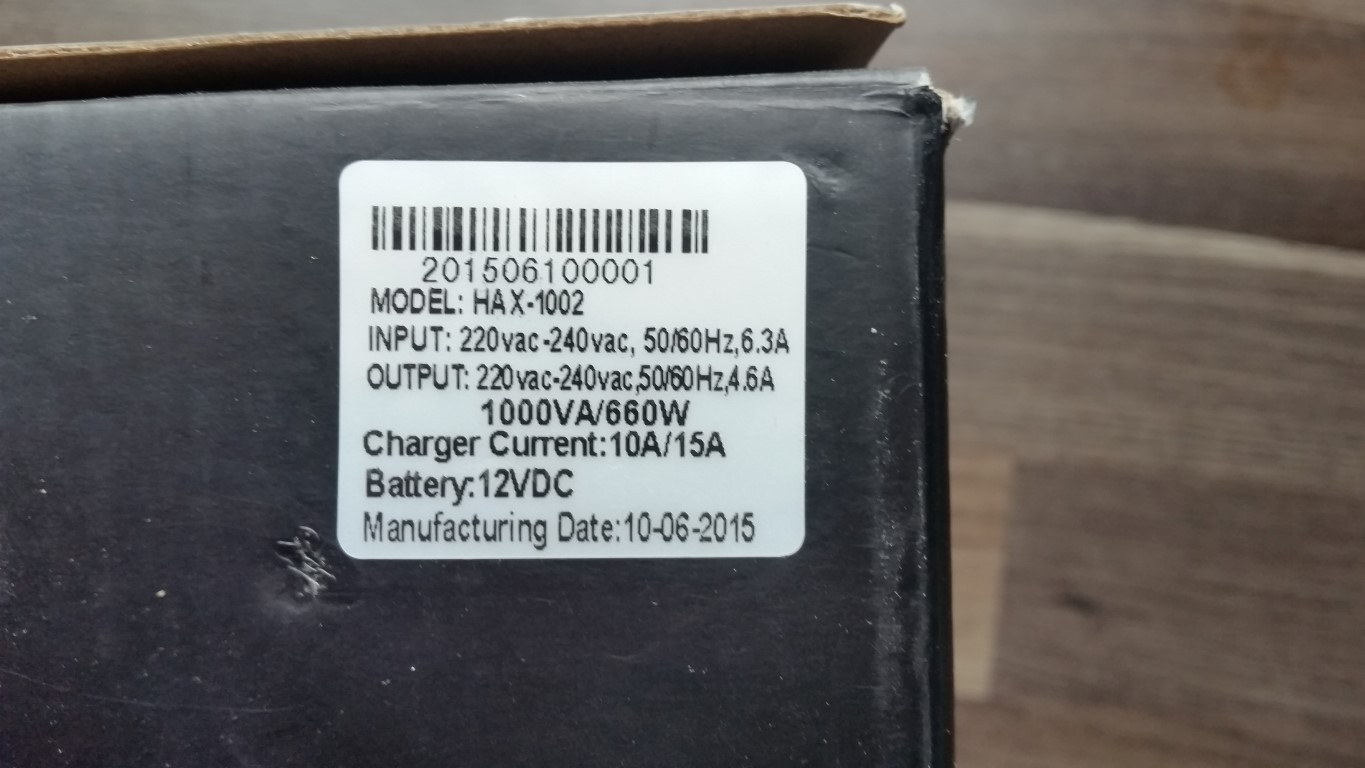 201506100001
MODEL: HAX-1002
INPUT: 220vac-240vac, 50/60Hz,6.3A
OUTPUT: 220vac-240vac,50/60Hz,4.6A
1000VA/660W
Charger Current:10A/15A
Battery:12VDC
Manufacturing Date:10-06-2015